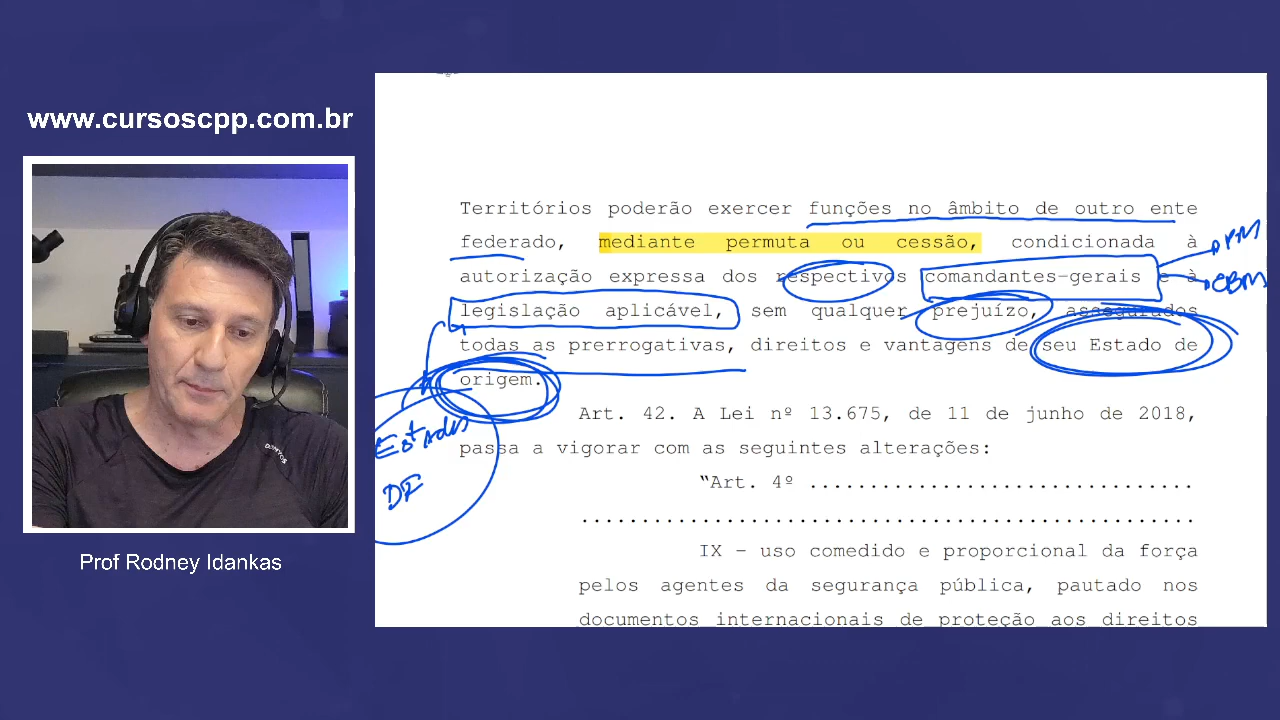 www.cursoscpp.com.br
Prof Rodney Idankas
Territórios poderão exercer funções no âmbito de outro ente
federado, mediante permuta ou cessão, condicionada à
autorização expressa dos respectivos comandantes-gerais e à
legislação aplicável, sem qualquer prejuízo, assegurados
todas as prerrogativas, direitos e vantagens de seu Estado de
origem.
PM
CBM
Estados
DF
Art. 42. A Lei nº 13.675, de 11 de junho de 2018,
passa a vigorar com as seguintes alterações:
“Art. 4º ................................
...................................................
IX – uso comedido e proporcional da força
pelos agentes da segurança pública, pautado nos
documentos internacionais de proteção aos direitos